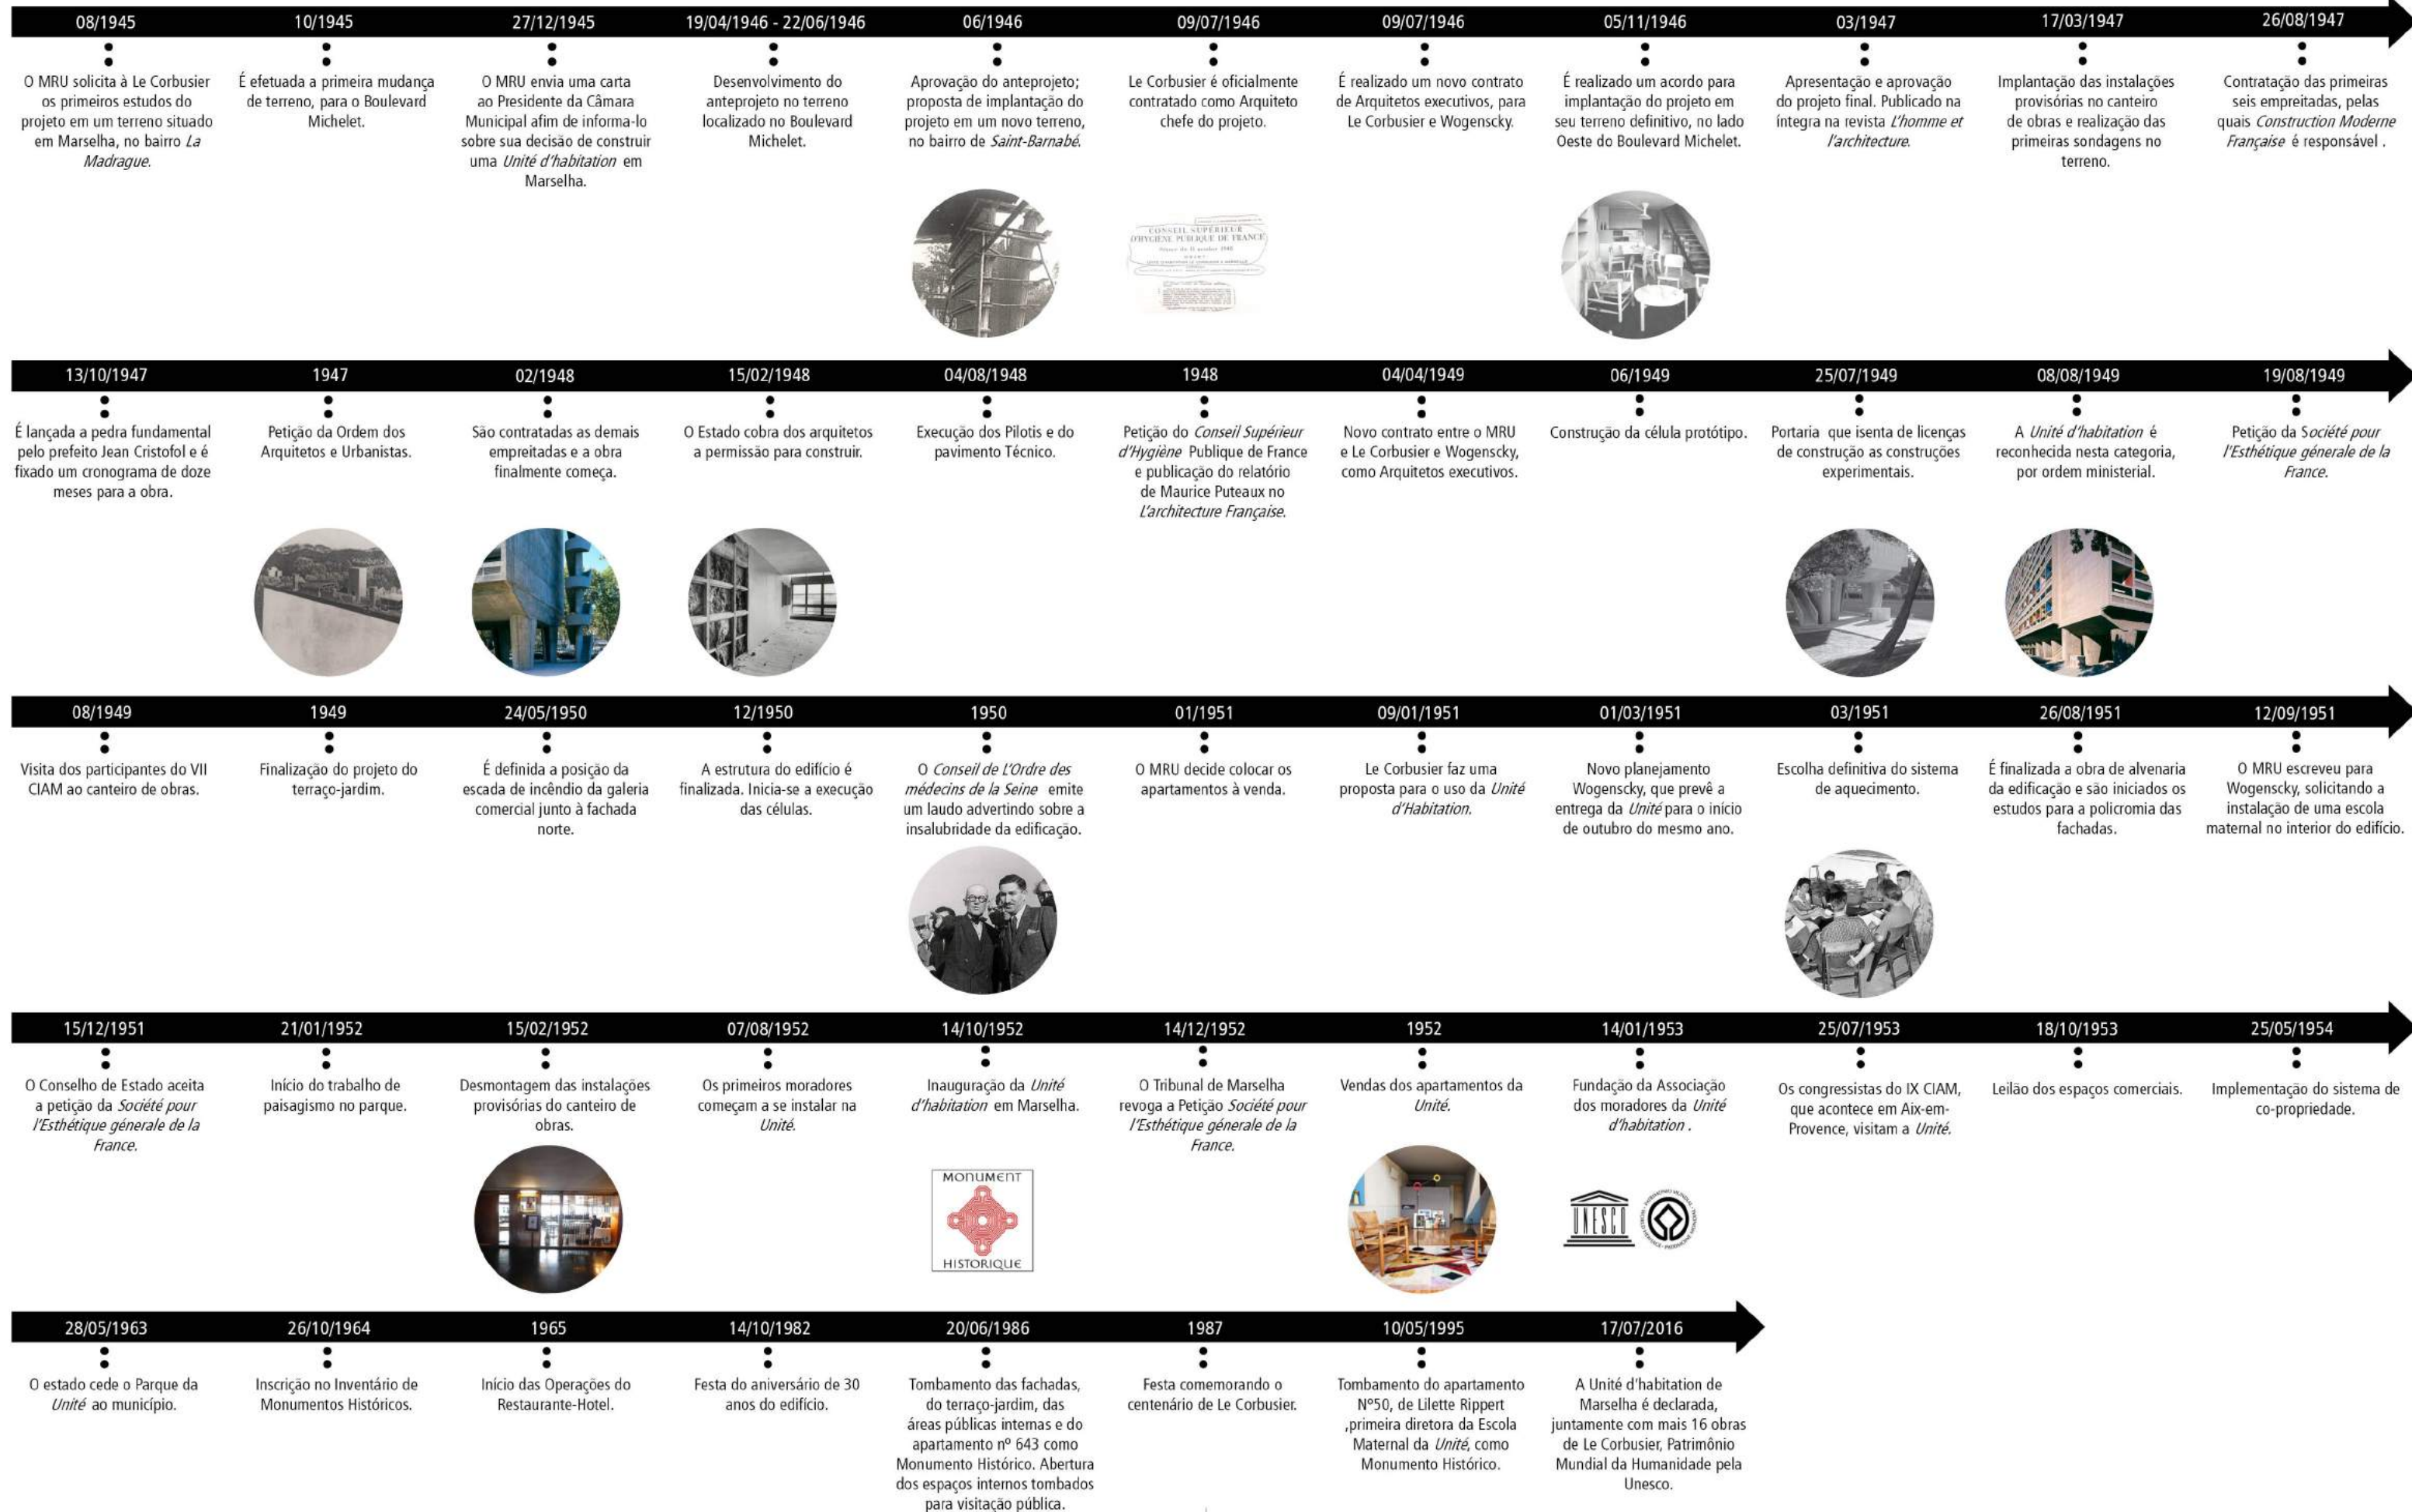 08/1945
O MRU solicita à Le Corbusier
os primeiros estudos do
projeto em um terreno situado
em Marselha, no bairro La
Madrague.
10/1945
É efetuada a primeira mudança
de terreno, para o Boulevard
Michelet.
27/12/1945
O MRU envia uma carta
ao Presidente da Câmara
Municipal afim de informa-lo
sobre sua decisão de construir
uma Unité d'habitation em
Marselha.
19/04/1946 - 22/06/1946
Desenvolvimento do
anteprojeto no terreno
localizado no Boulevard
Michelet.
06/1946
Aprovação do anteprojeto;
proposta de implantação do
projeto em um novo terreno,
no bairro de Saint-Barnabé.
09/07/1946
Le Corbusier é oficialmente
contratado como Arquiteto
chefe do projeto.
09/07/1946
É realizado um novo contrato
de Arquitetos executivos, para
Le Corbusier e Wogenscky.
05/11/1946
É realizado um acordo para
implantação do projeto em
seu terreno definitivo, no lado
Oeste do Boulevard Michelet.
03/1947
Apresentação e aprovação
do projeto final. Publicado na
íntegra na revista L'homme et
l'architecture.
17/03/1947
Implantação das instalações
provisórias no canteiro
de obras e realização das
primeiras sondagens no
terreno.
26/08/1947
Contratação das primeiras
seis empreitadas, pelas
quais Construction Moderne
Française é responsável .
CONSEIL SUPÉRIEUR
D'HYGIÈNE PUBLIQUE DE FRANCE
13/10/1947
É lançada a pedra fundamental
pelo prefeito Jean Cristofol e é
fixado um cronograma de doze
meses para a obra.
1947
Petição da Ordem dos
Arquitetos e Urbanistas.
02/1948
São contratadas as demais
empreitadas e a obra
finalmente começa.
15/02/1948
O Estado cobra dos arquitetos
a permissão para construir.
04/08/1948
Execução dos Pilotis e do
pavimento Técnico.
1948
Petição do Conseil Supérieur
d'Hygiène Publique de France
e publicação do relatório
de Maurice Puteaux no
L'architecture Française.
04/04/1949
Novo contrato entre o MRU
e Le Corbusier e Wogenscky,
como Arquitetos executivos.
06/1949
Construção da célula protótipo.
25/07/1949
Portaria que isenta de licenças
de construção as construções
experimentais.
08/08/1949
A Unité d'habitation é
reconhecida nesta categoria,
por ordem ministerial.
19/08/1949
Petição da Société pour
l'Esthétique génerale de la
France.
08/1949
Visita dos participantes do VII
CIAM ao canteiro de obras.
1949
Finalização do projeto do
terraço-jardim.
24/05/1950
É definida a posição da
escada de incêndio da galeria
comercial junto à fachada
norte.
12/1950
A estrutura do edifício é
finalizada. Inicia-se a execução
das células.
1950
O Conseil de L'Ordre des
médecins de la Seine emite
um laudo advertindo sobre a
insalubridade da edificação.
01/1951
O MRU decide colocar os
apartamentos à venda.
09/01/1951
Le Corbusier faz uma
proposta para o uso da Unité
d'Habitation.
01/03/1951
Novo planejamento
Wogenscky, que prevê a
entrega da Unité para o início
de outubro do mesmo ano.
03/1951
Escolha definitiva do sistema
de aquecimento.
26/08/1951
É finalizada a obra de alvenaria
da edificação e são iniciados os
estudos para a policromia das
fachadas.
12/09/1951
O MRU escreveu para
Wogenscky, solicitando a
instalação de uma escola
maternal no interior do edifício.
15/12/1951
O Conselho de Estado aceita
a petição da Société pour
l'Esthétique génerale de la
France.
21/01/1952
Início do trabalho de
paisagismo no parque.
15/02/1952
Desmontagem das instalações
provisórias do canteiro de
obras.
07/08/1952
Os primeiros moradores
começam a se instalar na
Unité.
14/10/1952
Inauguração da Unité
d'habitation em Marselha.
14/12/1952
O Tribunal de Marselha
revoga a Petição Société pour
l'Esthétique génerale de la
France.
1952
Vendas dos apartamentos da
Unité.
14/01/1953
Fundação da Associação
dos moradores da Unité
d'habitation .
25/07/1953
Os congressistas do IX CIAM,
que acontece em Aix-em-
Provence, visitam a Unité.
18/10/1953
Leilão dos espaços comerciais.
25/05/1954
Implementação do sistema de
co-propriedade.
MONUMENT
HISTORIQUE
UNESCO
28/05/1963
O estado cede o Parque da
Unité ao município.
26/10/1964
Inscrição no Inventário de
Monumentos Históricos.
1965
Início das Operações do
Restaurante-Hotel.
14/10/1982
Festa do aniversário de 30
anos do edifício.
20/06/1986
Tombamento das fachadas,
do terraço-jardim, das
áreas públicas internas e do
apartamento nº 643 como
Monumento Histórico. Abertura
dos espaços internos tombados
para visitação pública.
1987
Festa comemorando o
centenário de Le Corbusier.
10/05/1995
Tombamento do apartamento
Nº50, de Lilette Rippert
,primeira diretora da Escola
Maternal da Unité, como
Monumento Histórico.
17/07/2016
A Unité d'habitation de
Marselha é declarada,
juntamente com mais 16 obras
de Le Corbusier, Patrimônio
Mundial da Humanidade pela
Unesco.